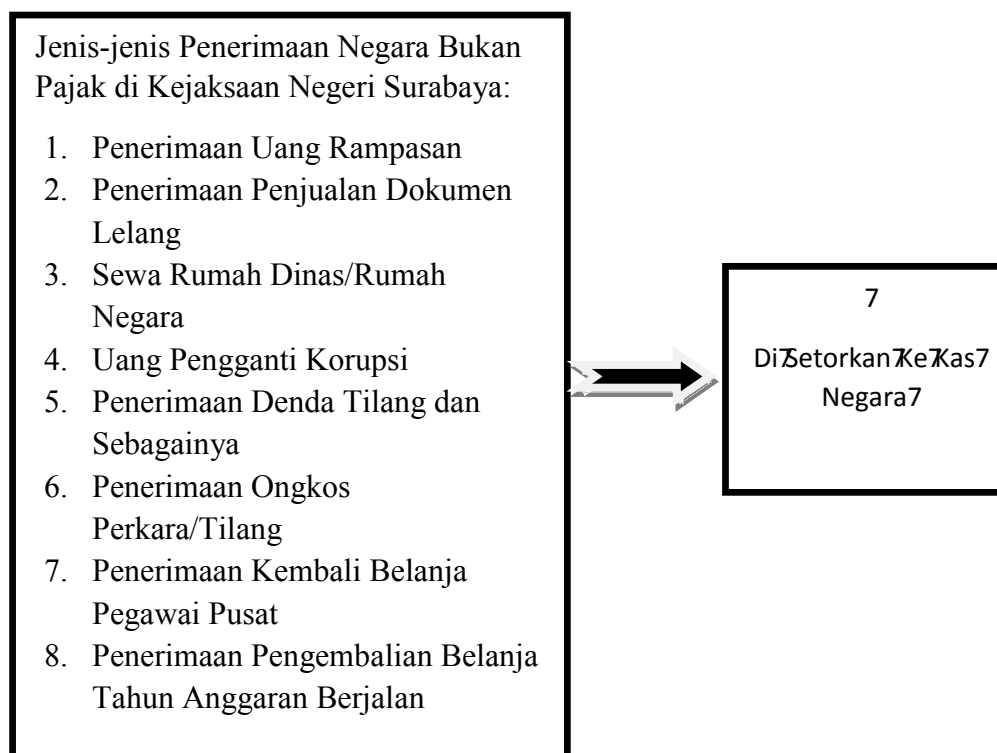 Jenis-jenis Penerimaan Negara Bukan
Pajak di Kejaksaan Negeri Surabaya:
1. Penerimaan Uang Rampasan
2. Penerimaan Penjualan Dokumen
Lelang
3. Sewa Rumah Dinas/Rumah
Negara
4. Uang Pengganti Korupsi
5. Penerimaan Denda Tilang dan
Sebagainya
6. Penerimaan Ongkos
Perkara/Tilang
7. Penerimaan Kembali Belanja
Pegawai Pusat
8. Penerimaan Pengembalian Belanja
Tahun Anggaran Berjalan
7
Di7Setorkan7Ke7Kas7
Negara7